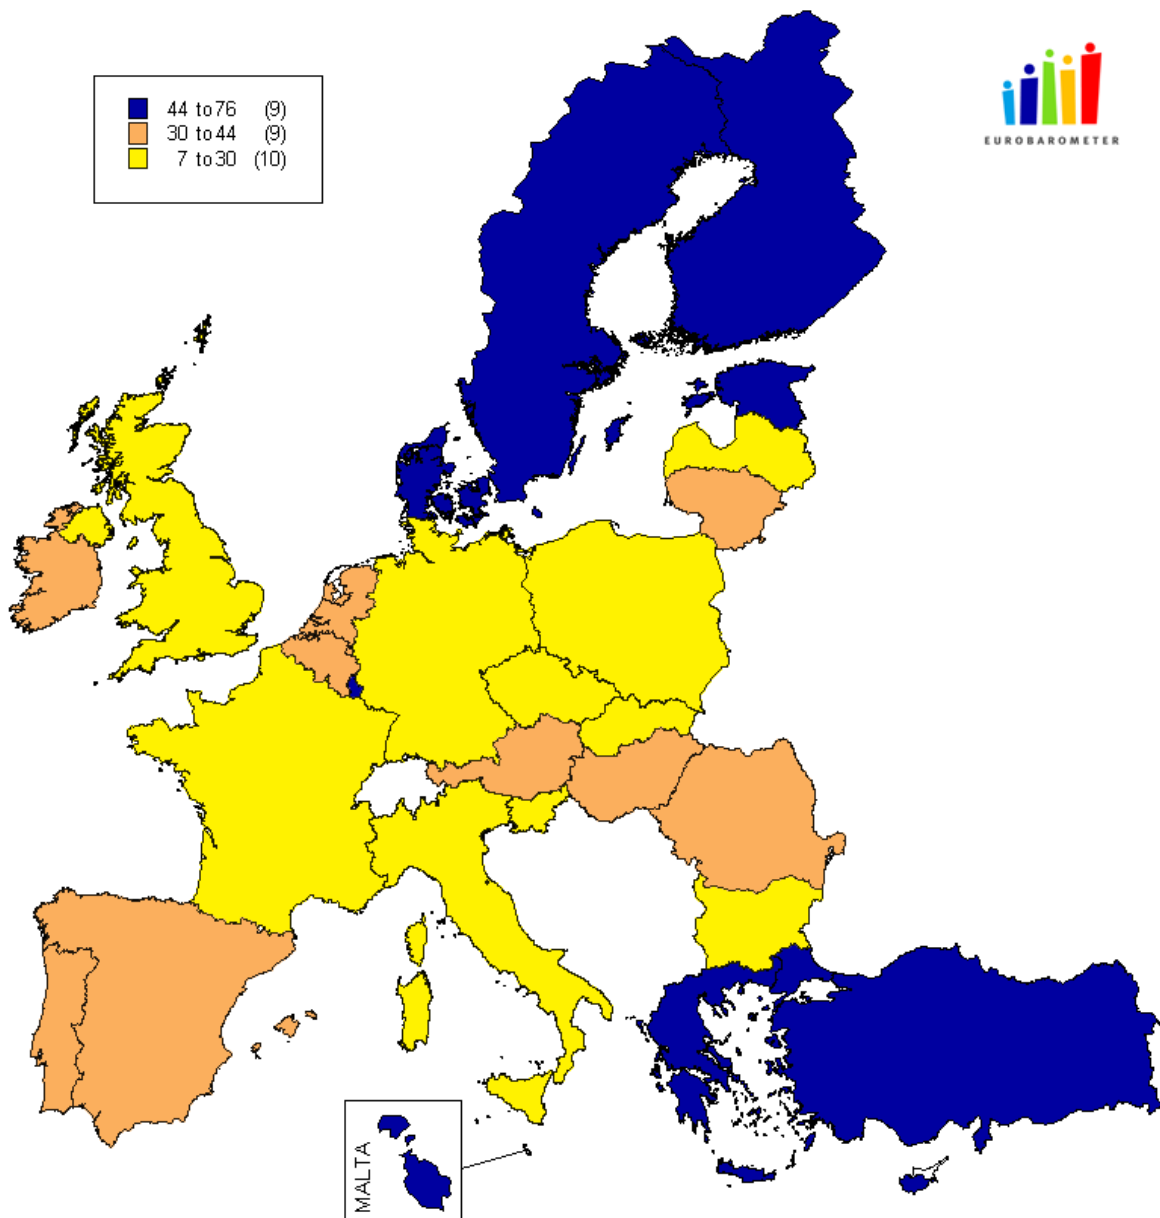 44 to 76 (9)
30 to 44 (9)
7 to 30 (10)
EUROBAROMETER
MALTA